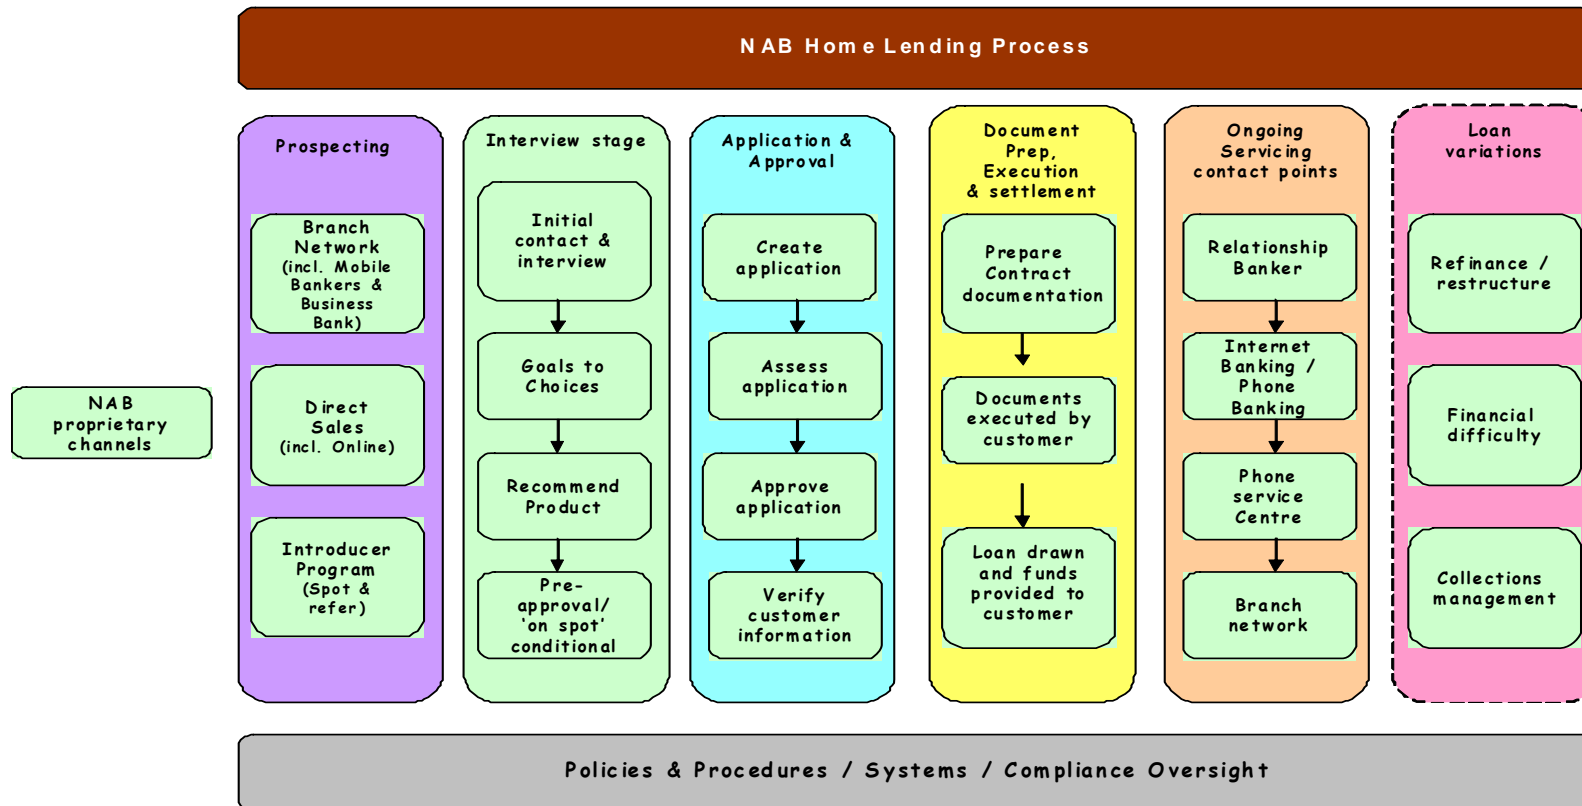 NAB Home Lending Process
Prospecting
Branch
Network
(incl. Mobile
Bankers &
Business
Bank)
Direct
Sales
(incl. Online)
Introducer
Program
(Spot &
refer)
NAB
proprietary
channels
Interview stage
Initial
contact &
interview
Goals to
Choices
Recommend
Product
Pre-
approval/
‘on spot’
conditional
Application &
Approval
Create
application
Assess
application
Approve
application
Verify
customer
information
Document
Prep,
Execution
& settlement
Prepare
Contract
documentation
Documents
executed by
customer
Loan drawn
and funds
provided to
customer
Ongoing
Servicing
contact points
Relationship
Banker
Internet
Banking /
Phone
Banking
Phone
service
Centre
Branch
network
Loan
variations
Refinance /
restructure
Financial
difficulty
Collections
management
Policies & Procedures / Systems / Compliance Oversight